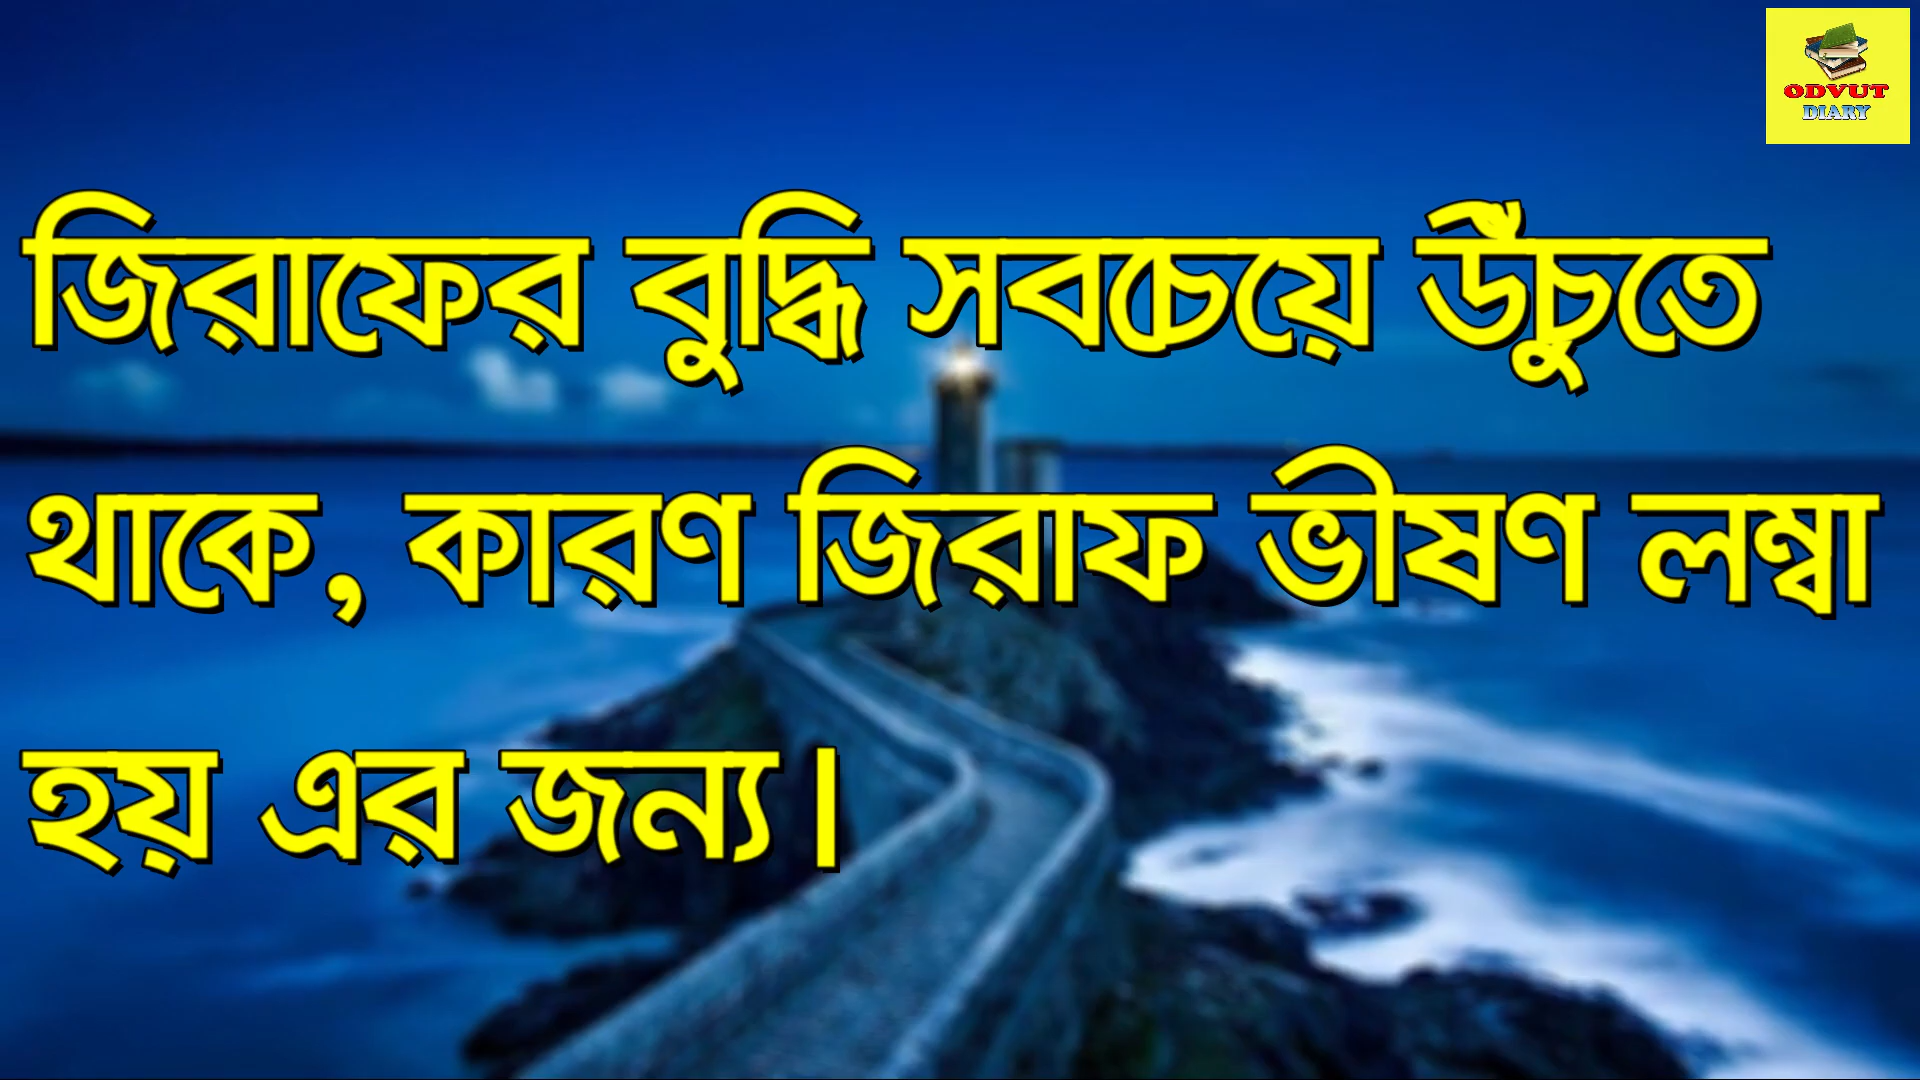 ODVUT
DIARY
জিরাফের বুদ্ধি সবচেয়ে উঁচুতে
থাকে, কারণ জিরাফ ভীষণ লম্বা
হয় এর জন্য।